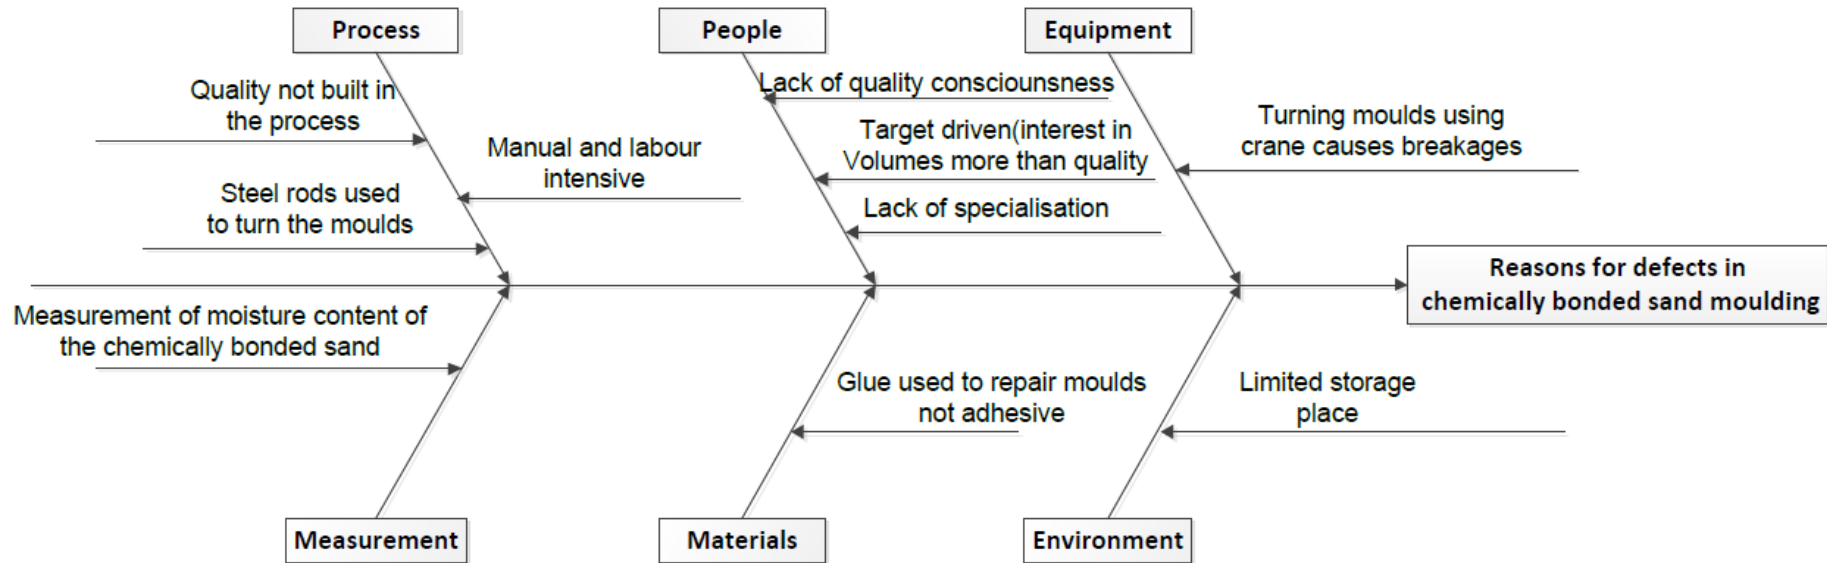 Process
People
Equipment
Quality not built in
the process
Manual and labour
intensive
Steel rods used
to turn the moulds
Lack of quality consciounsness
Target driven(interest in
Volumes more than quality
Lack of specialisation
Turning moulds using
crane causes breakages
Reasons for defects in
chemically bonded sand moulding
Measurement of moisture content of
the chemically bonded sand
Glue used to repair moulds
not adhesive
Limited storage
place
Measurement
Materials
Environment